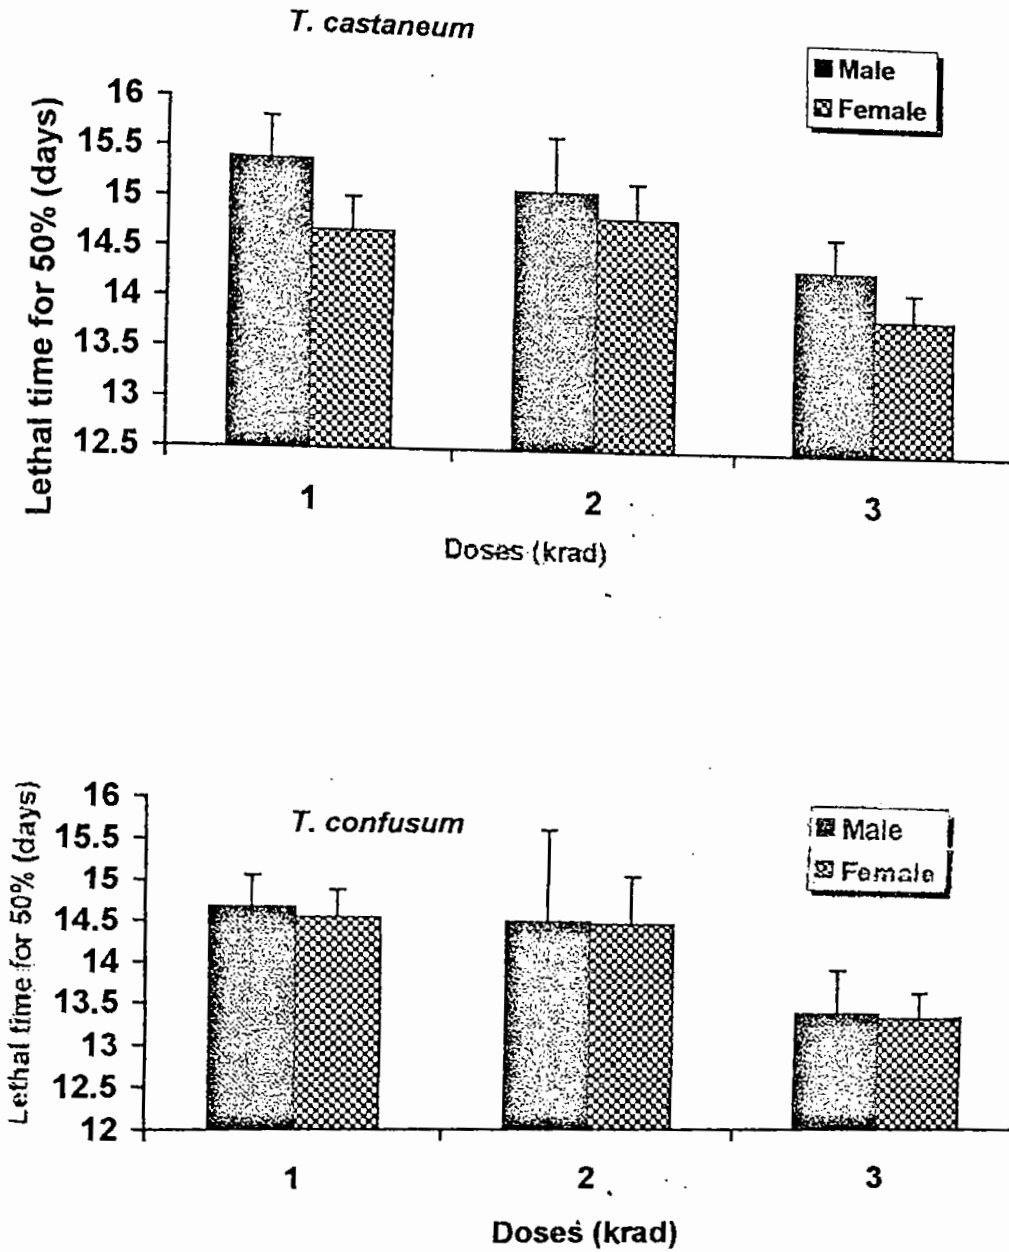 T. castaneum
Male
Female
Lethal time for 50% (days)
16
15.5
15
14.5
14
13.5
13
12.5
1
2
3
Doses (krad)
T. confusum
Male
Female
Lethal time for 50% (days)
16
15.5
15
14.5
14
13.5
13
12.5
12
1
2
3
Doses (krad)